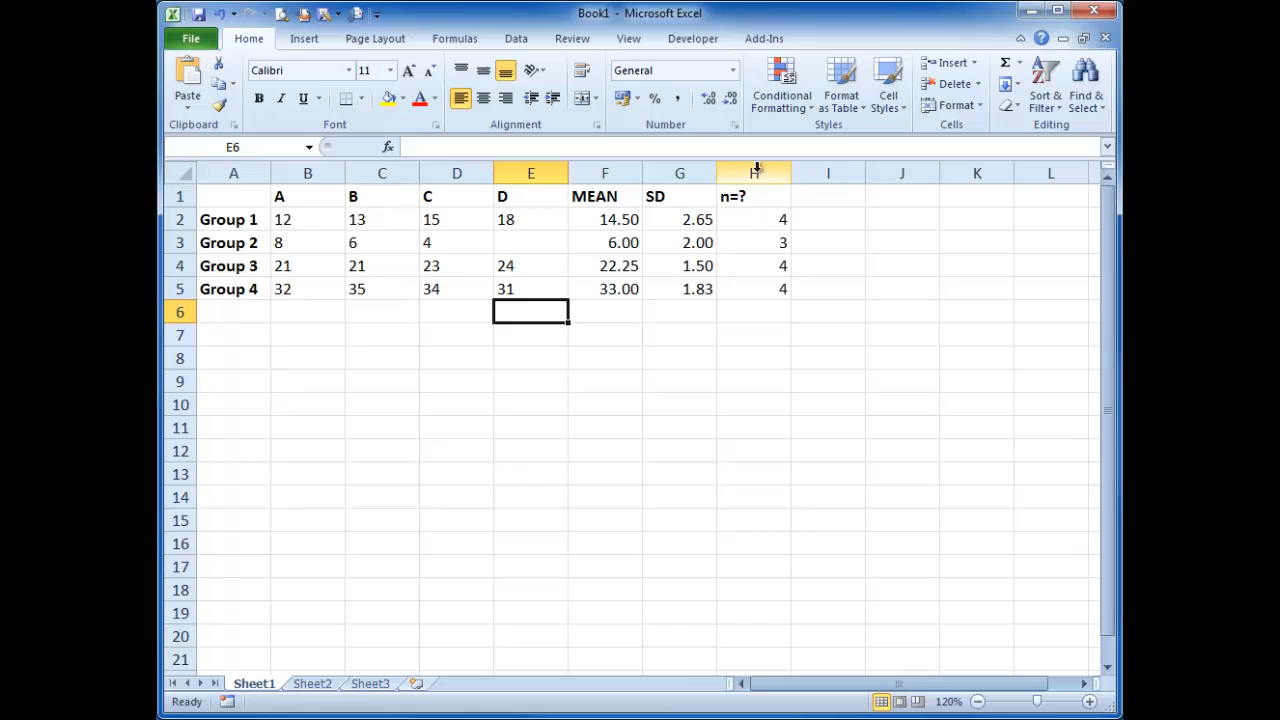 Book1 - Microsoft Excel
File Home Insert Page Layout Formulas Data Review View Developer Add-Ins
Paste
Clipboard
Calibri 11
B I U
Font
Alignment
General
% ,
Number
Conditional Formatting
Format as Table
Cell Styles
Styles
Insert
Delete
Format
Cells
Σ
Sort & Filter
Find & Select
Editing
E6 fx
A B C D E F G H I J K L
1 A B C D MEAN SD n=?
2 Group 1 12 13 15 18 14.50 2.65 4
3 Group 2 8 6 4 6.00 2.00 3
4 Group 3 21 21 23 24 22.25 1.50 4
5 Group 4 32 35 34 31 33.00 1.83 4
6
7
8
9
10
11
12
13
14
15
16
17
18
19
20
21
Sheet1 Sheet2 Sheet3
Ready 120%